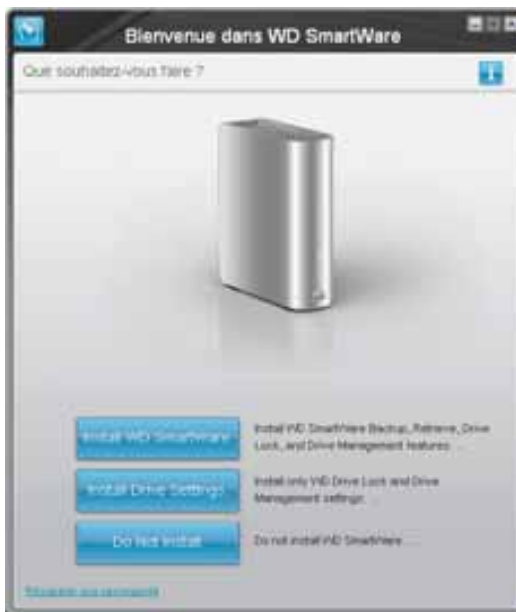 Bienvenue dans WD SmartWare
Que souhaitez-vous faire ?
Install WD SmartWare
Install WD SmartWare Backup, Retrieve, Drive
Lock, and Drive Management features ...
Install Drive Settings
Install only WD Drive Lock and Drive
Management settings ...
Do Not Install
Do not install WD SmartWare ...